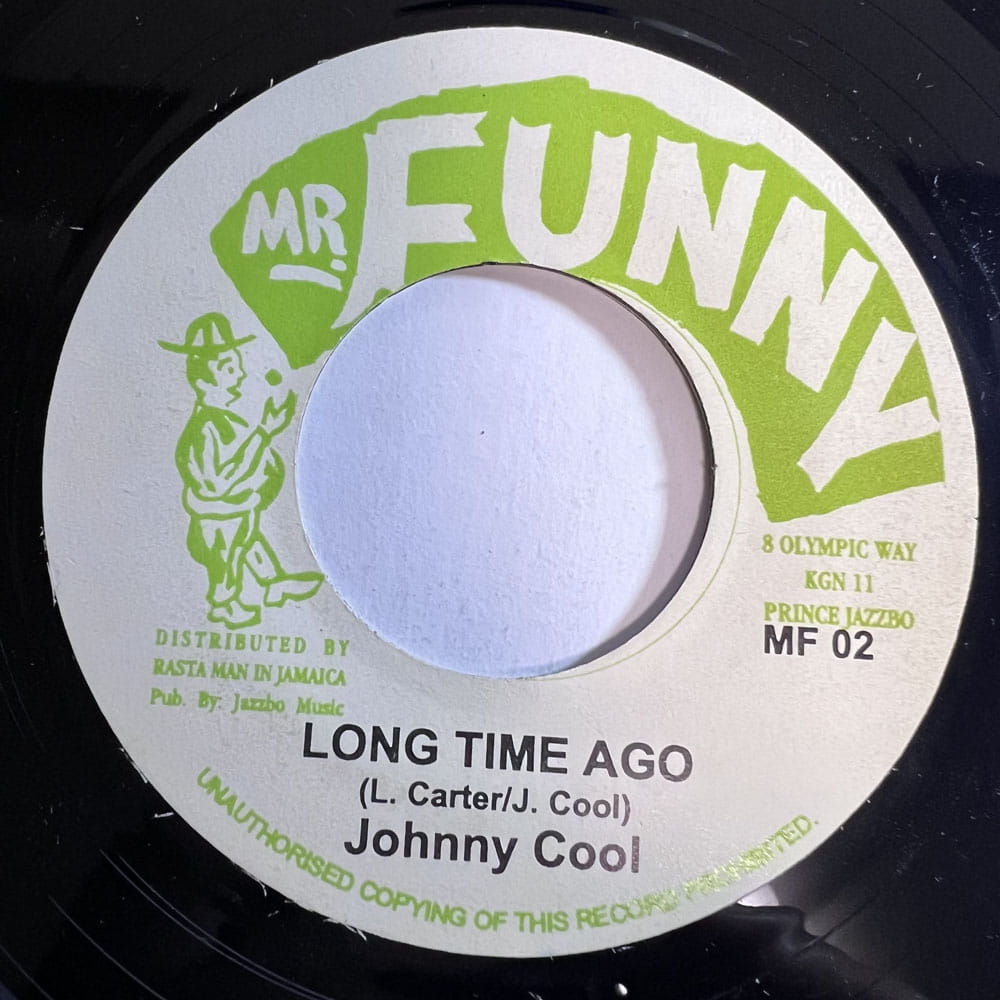 MR. FUNNY
8 OLYMPIC WAY
KGN 11
PRINCE JAZZBO
MF 02
DISTRIBUTED BY
RASTA MAN IN JAMAICA
Pub. By: Jazzbo Music
LONG TIME AGO
(L. Carter/J. Cool)
Johnny Cool
UNAUTHORISED COPYING OF THIS RECORD PROHIBITED.